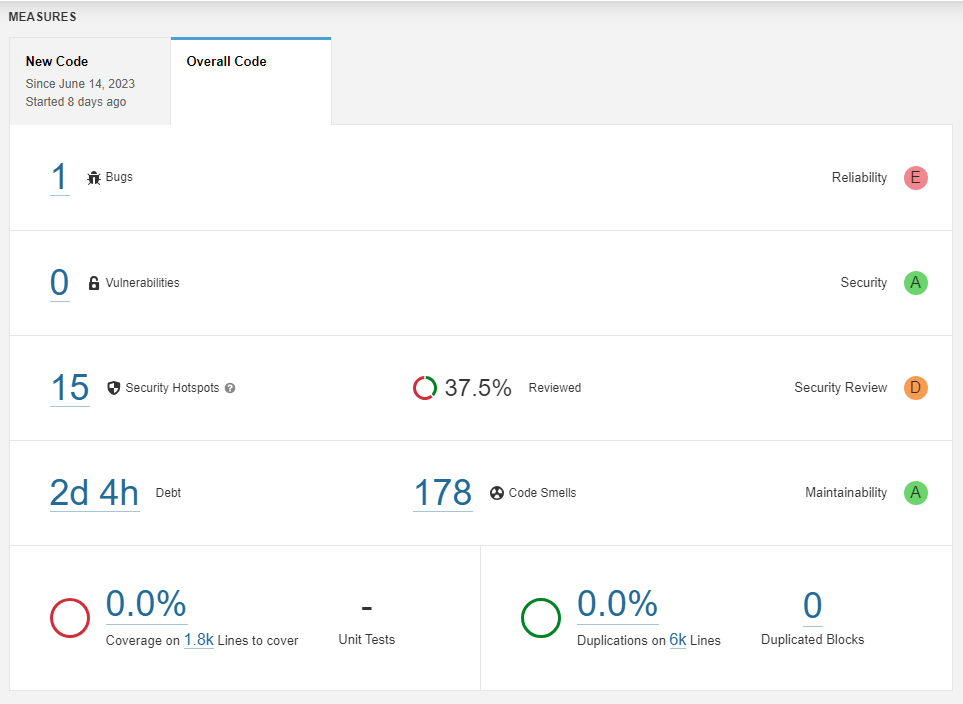 MEASURES
New Code
Since June 14, 2023
Started 8 days ago
Overall Code
1 Bugs
Reliability E
0 Vulnerabilities
Security A
15 Security Hotspots ?
37.5% Reviewed
Security Review D
2d 4h Debt
178 Code Smells
Maintainability A
0.0%
Coverage on 1.8k Lines to cover
-
Unit Tests
0.0%
Duplications on 6k Lines
0
Duplicated Blocks